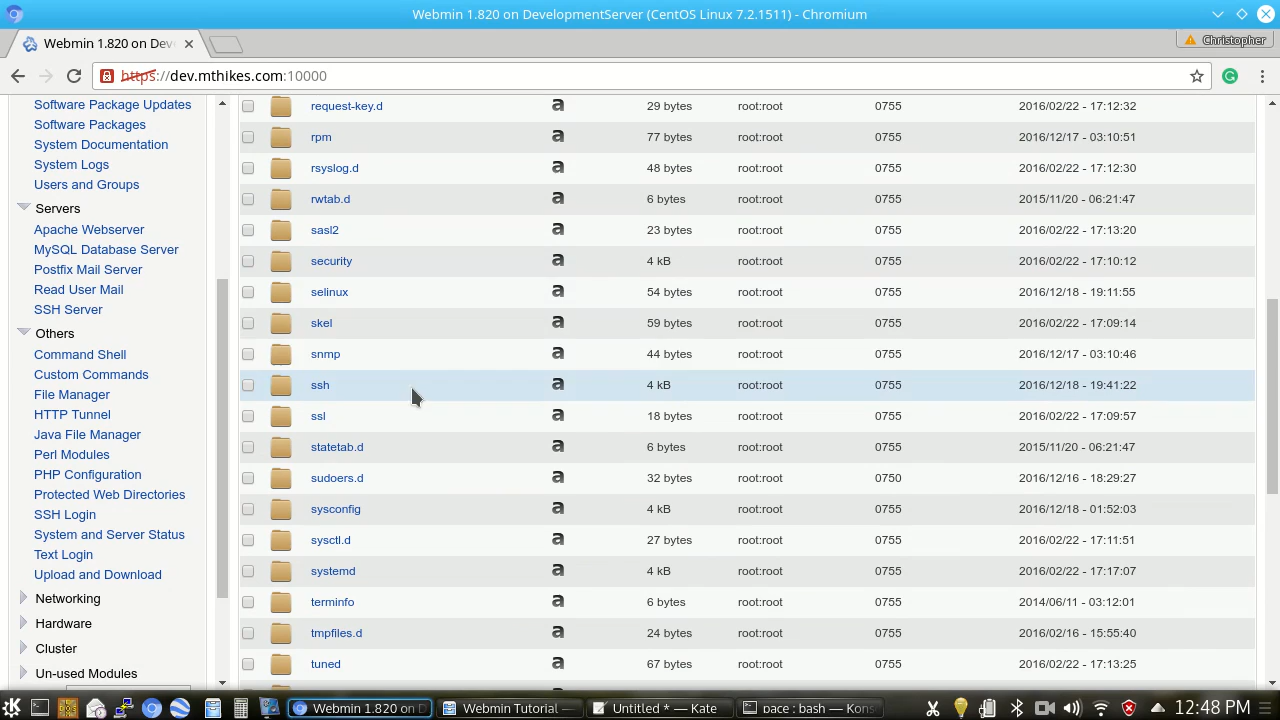 Webmin 1.820 on DevelopmentServer (CentOS Linux 7.2.1511) - Chromium
Webmin 1.820 on Dev
Christopher
https://dev.mthikes.com:10000
Software Package Updates
Software Packages
System Documentation
System Logs
Users and Groups
Servers
Apache Webserver
MySQL Database Server
Postfix Mail Server
Read User Mail
SSH Server
Others
Command Shell
Custom Commands
File Manager
HTTP Tunnel
Java File Manager
Perl Modules
PHP Configuration
Protected Web Directories
SSH Login
System and Server Status
Text Login
Upload and Download
Networking
Hardware
Cluster
Un-used Modules
request-key.d a 29 bytes root:root 0755 2016/02/22 - 17:12:32
rpm a 77 bytes root:root 0755 2016/12/17 - 03:10:51
rsyslog.d a 48 bytes root:root 0755 2016/02/22 - 17:12:30
rwtab.d a 6 bytes root:root 0755 2015/11/20 - 06:21:47
sasl2 a 23 bytes root:root 0755 2016/02/22 - 17:13:20
security a 4 kB root:root 0755 2016/02/22 - 17:10:12
selinux a 54 bytes root:root 0755 2016/12/18 - 19:11:55
skel a 59 bytes root:root 0755 2016/02/22 - 17:09:14
snmp a 44 bytes root:root 0755 2016/12/17 - 03:10:46
ssh a 4 kB root:root 0755 2016/12/18 - 19:41:22
ssl a 18 bytes root:root 0755 2016/02/22 - 17:09:57
statetab.d a 6 bytes root:root 0755 2015/11/20 - 06:21:47
sudoers.d a 32 bytes root:root 0750 2016/12/16 - 18:29:27
sysconfig a 4 kB root:root 0755 2016/12/18 - 01:52:03
sysctl.d a 27 bytes root:root 0755 2016/02/22 - 17:11:51
systemd a 4 kB root:root 0755 2016/02/22 - 17:17:07
terminfo a 6 bytes root:root 0755 2014/06/11 - 03:12:01
tmpfiles.d a 24 bytes root:root 0755 2016/02/16 - 15:55:40
tuned a 67 bytes root:root 0755 2016/02/22 - 17:13:25
Webmin 1.820 on D
Webmin Tutorial
Untitled * — Kate
pace : bash — Kons
12:48 PM